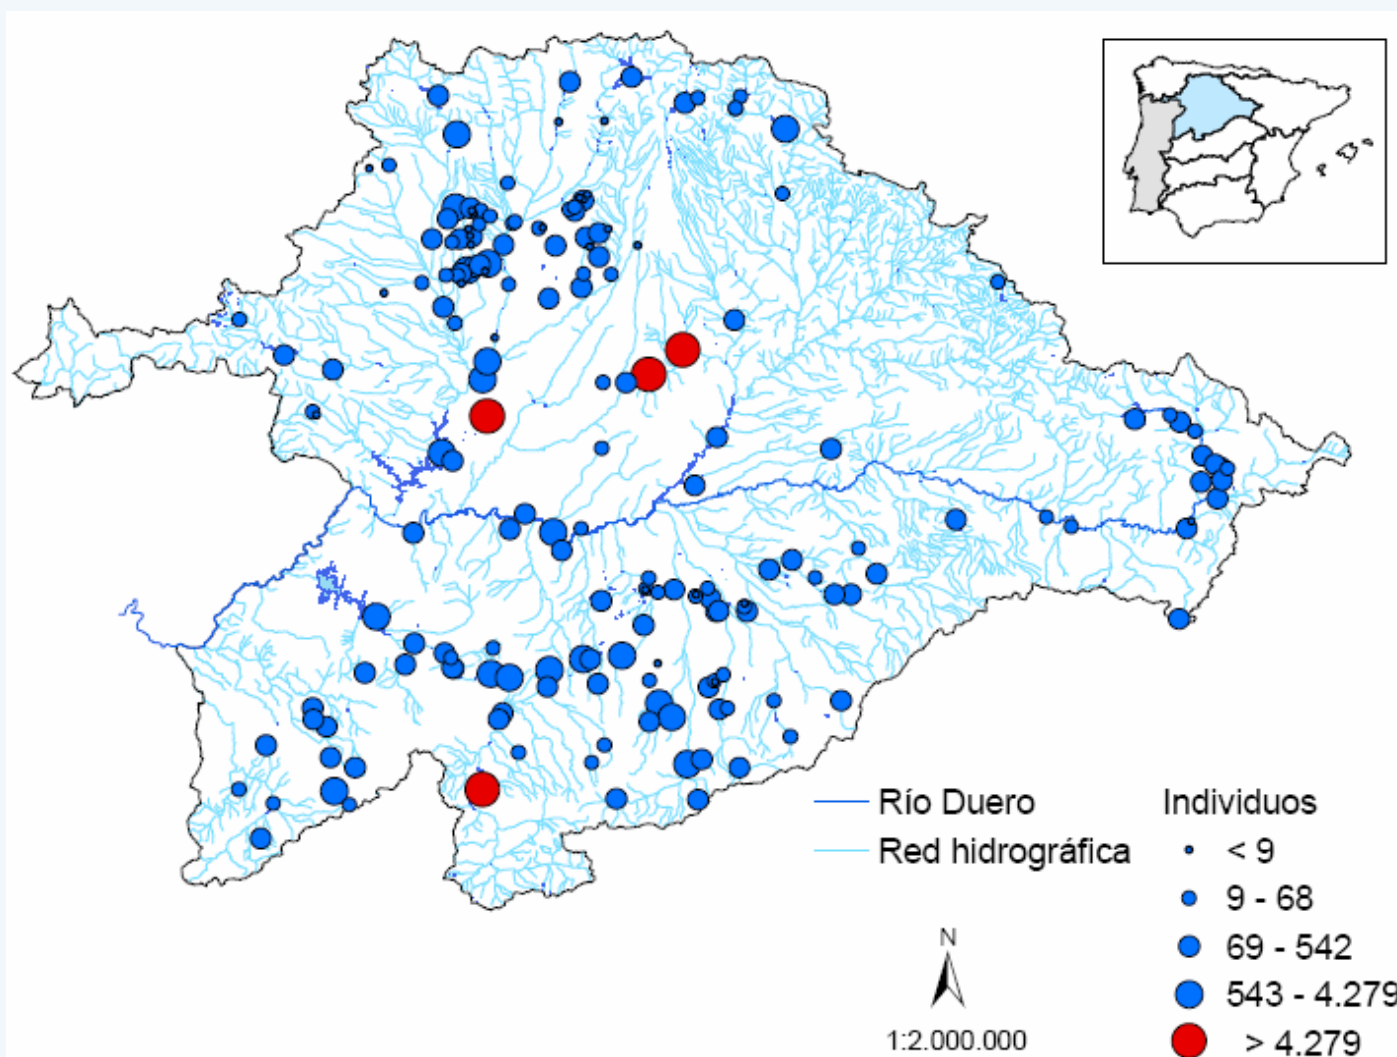 Río Duero
Red hidrográfica
Individuos
< 9
9 - 68
69 - 542
543 - 4.279
> 4.279
N
1:2.000.000